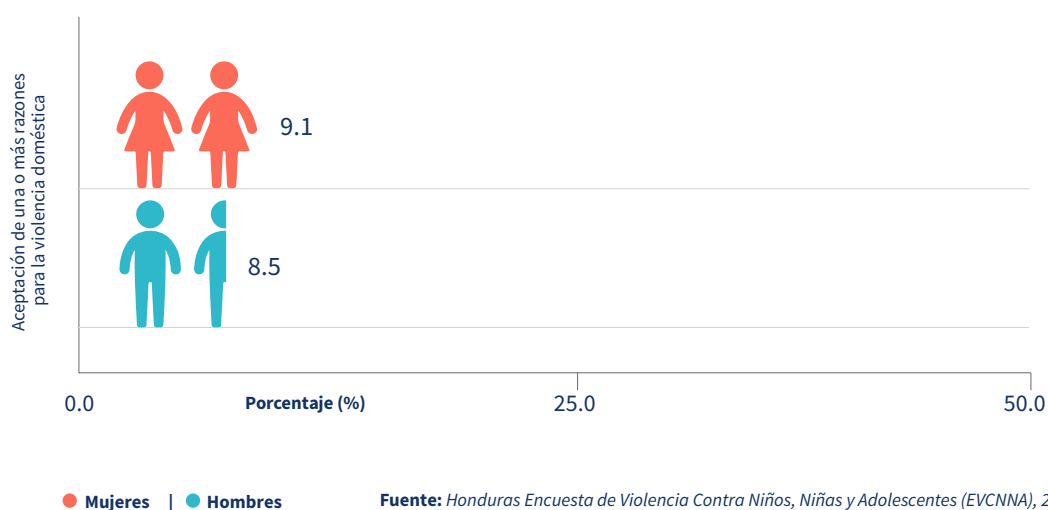 Aceptación de una o más razones
para la violencia doméstica
9.1
8.5
0.0
Porcentaje (%)
25.0
50.0
Mujeres | Hombres
Fuente: Honduras Encuesta de Violencia Contra Niños, Niñas y Adolescentes (EVCNNA), 2